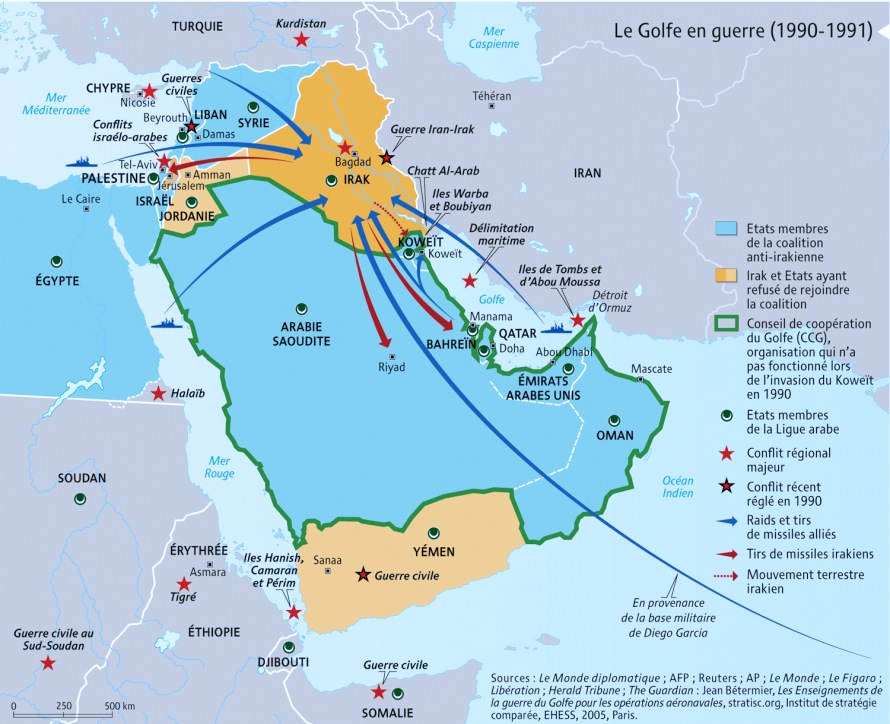 Le Golfe en guerre (1990-1991)
TURQUIE
Kurdistan
Mer
Caspienne
Mer
Méditerranée
CHYPRE
Nicosie
Guerres
civiles
Beyrouth
LIBAN
SYRIE
Damas
Conflits
israélo-arabes
Téhéran
Guerre Iran-Irak
Tel-Aviv
Amman
Jérusalem
PALESTINE
ISRAËL
JORDANIE
Le Caire
Bagdad
IRAK
Chatt Al-Arab
IRAN
Iles Warba
et Boubiyan
KOWEÏT
Koweït
Délimitation
maritime
ÉGYPTE
Iles de Tombs et
d'Abou Moussa
Golfe
Détroit
d'Ormuz
ARABIE
SAOUDITE
Manama
BAHREÏN
QATAR
Doha
Abou Dhabi
Riyad
ÉMIRATS
ARABES UNIS
Mascate
Halaïb
OMAN
Mer
Rouge
Océan
Indien
SOUDAN
ÉRYTHRÉE
Asmara
Tigré
Iles Hanish,
Camaran
et Périm
Sanaa
YÉMEN
Guerre civile
ÉTHIOPIE
En provenance
de la base militaire
de Diego Garcia
Guerre civile au
Sud-Soudan
DJIBOUTI
Guerre civile
SOMALIE
0 250 500 km
Etats membres
de la coalition
anti-irakienne
Irak et Etats ayant
refusé de rejoindre
la coalition
Conseil de coopération
du Golfe (CCG),
organisation qui n'a
pas fonctionné lors
de l'invasion du Koweït
en 1990
Etats membres
de la Ligue arabe
Conflit régional
majeur
Conflit récent
réglé en 1990
Raids et tirs
de missiles alliés
Tirs de missiles irakiens
Mouvement terrestre
irakien
Sources : Le Monde diplomatique ; AFP ; Reuters ; AP ; Le Monde ; Le Figaro ;
Libération ; Herald Tribune ; The Guardian : Jean Bétermier, Les Enseignements de
la guerre du Golfe pour les opérations aéronavales, stratisc.org, Institut de stratégie
comparée, EHESS, 2005, Paris.